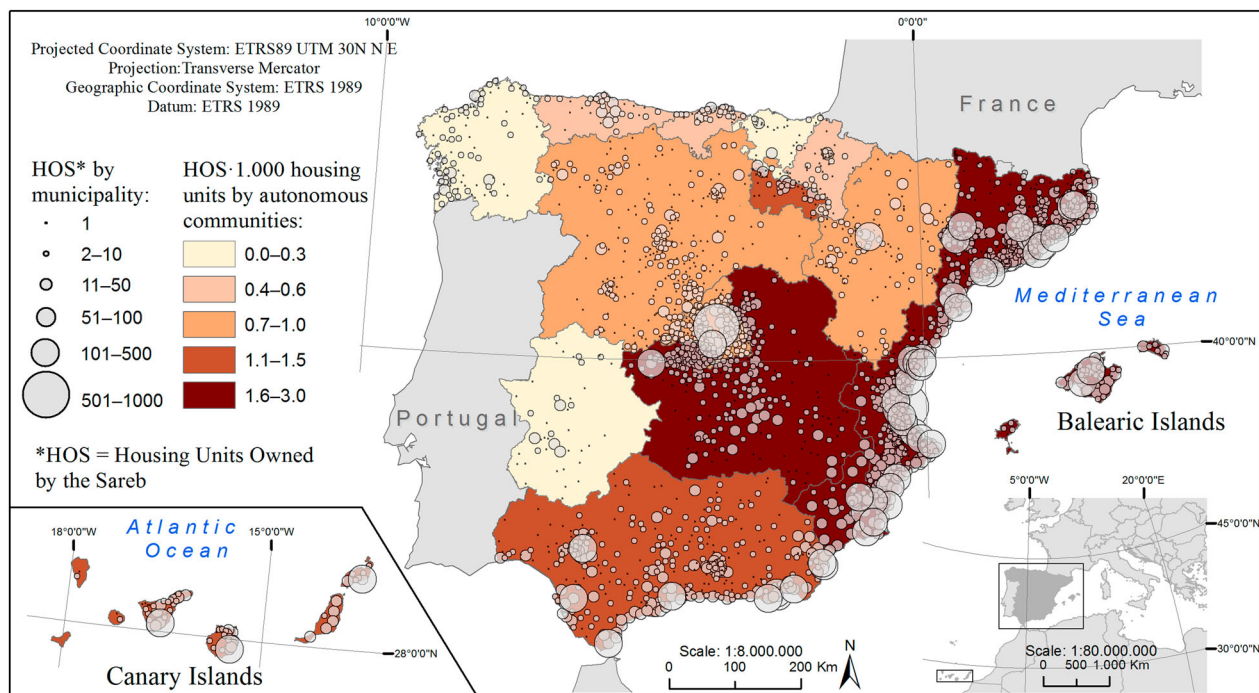 10°0'0"W
0°0'0"
Projected Coordinate System: ETRS89 UTM 30N N E
Projection:Transverse Mercator
Geographic Coordinate System: ETRS 1989
Datum: ETRS 1989
France
HOS* by
municipality:
1
2–10
11–50
51–100
101–500
501–1000
HOS·1.000 housing
units by autonomous
communities:
0.0–0.3
0.4–0.6
0.7–1.0
1.1–1.5
1.6–3.0
*HOS = Housing Units Owned
by the Sareb
Mediterranean
Sea
40°0'0"N
Portugal
Balearic Islands
5°0'0"W
20°0'0"E
45°0'0"N
30°0'0"N
Scale: 1:80.000.000
0 500 1.000 Km
Scale: 1:8.000.000
0 100 200 Km
N
Atlantic
Ocean
18°0'0"W
15°0'0"W
28°0'0"N
Canary Islands